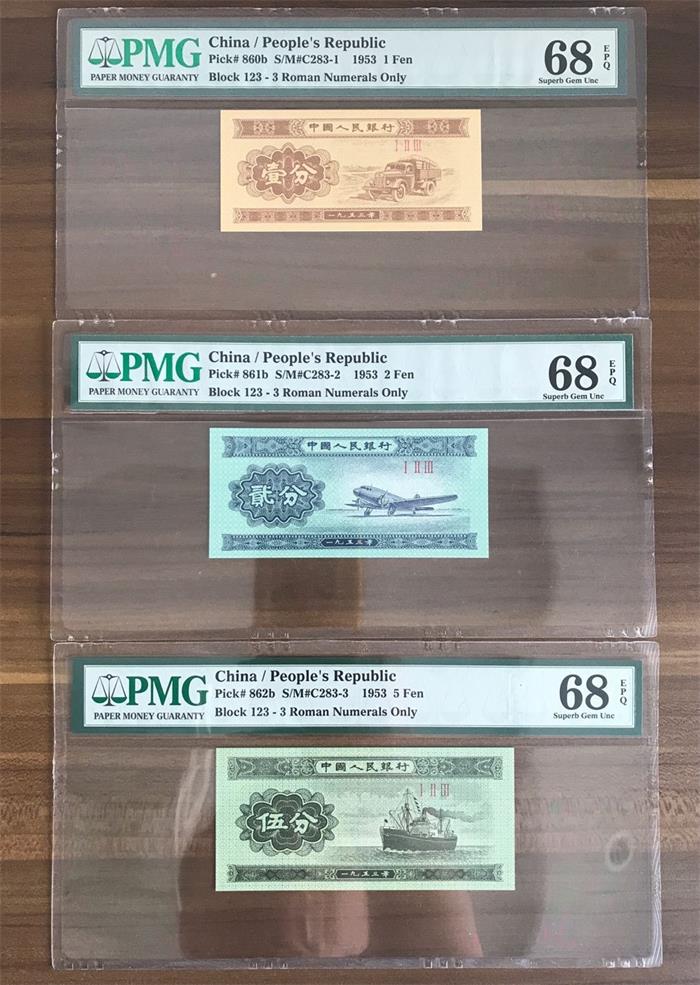 PMG
PAPER MONEY GUARANTY
China / People's Republic
Pick# 860b S/M#C283-1 1953 1 Fen
Block 123 - 3 Roman Numerals Only
68 EPQ
Superb Gem Unc
中國人民銀行
I II III
壹分
一九五三年
PMG
PAPER MONEY GUARANTY
China / People's Republic
Pick# 861b S/M#C283-2 1953 2 Fen
Block 123 - 3 Roman Numerals Only
68 EPQ
Superb Gem Unc
中國人民銀行
I II III
貳分
一九五三年
PMG
PAPER MONEY GUARANTY
China / People's Republic
Pick# 862b S/M#C283-3 1953 5 Fen
Block 123 - 3 Roman Numerals Only
68 EPQ
Superb Gem Unc
中國人民銀行
I II III
伍分
一九五三年